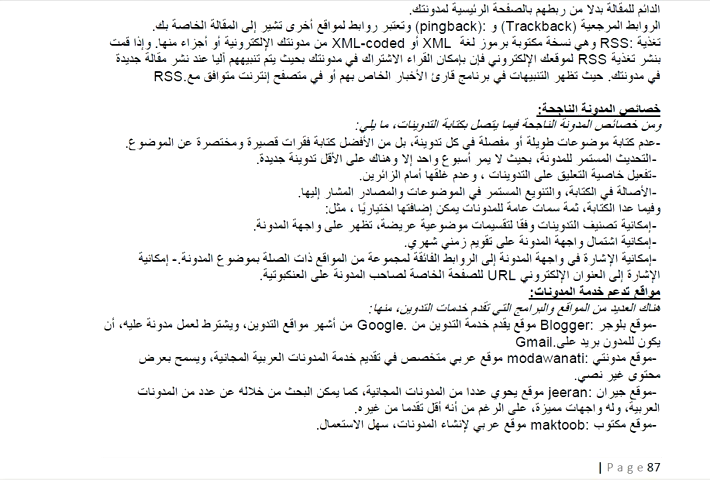 الدائم للمقالة بدلا من ربطهم بالصفحة الرئيسية لمدونتك.
الروابط المرجعية (Trackback) و :(pingback) وتعتبر روابط لمواقع أخرى تشير إلى المقالة الخاصة بك.
تغذية :RSS وهي نسخة مكتوبة برموز لغة XML أو XML-coded من مدونتك الإلكترونية أو أجزاء منها. وإذا قمت
بنشر تغذية RSS لموقعك الإلكتروني فإن بإمكان القراء الاشتراك في مدونتك بحيث يتم تنبيههم آليا عند نشر مقالة جديدة
في مدونتك. حيث تظهر التنبيهات في برنامج قارئ الأخبار الخاص بهم أو في متصفح إنترنت متوافق مع.RSS
خصائص المدونة الناجحة:
ومن خصائص المدونة الناجحة فيما يتصل بكتابة التدوينات، ما يلي:
-عدم كتابة موضوعات طويلة أو مفصلة في كل تدوينة، بل من الأفضل كتابة فقرات قصيرة ومختصرة عن الموضوع.
-التحديث المستمر للمدونة، بحيث لا يمر أسبوع واحد إلا وهناك على الأقل تدوينة جديدة.
-تفعيل خاصية التعليق على التدوينات ، وعدم غلقها أمام الزائرين.
-الأصالة في الكتابة، والتنويع المستمر في الموضوعات والمصادر المشار إليها.
وفيما عدا الكتابة، ثمة سمات عامة للمدونات يمكن إضافتها اختياريًا ، مثل:
-إمكانية تصنيف التدوينات وفقا لتقسيمات موضوعية عريضة، تظهر على واجهة المدونة.
-إمكانية اشتمال واجهة المدونة على تقويم زمني شهري.
-إمكانية الإشارة في واجهة المدونة إلى الروابط الفائقة لمجموعة من المواقع ذات الصلة بموضوع المدونة.- إمكانية
الإشارة إلى العنوان الإلكتروني URL للصفحة الخاصة لصاحب المدونة على العنكبوتية.
مواقع تدعم خدمة المدونات:
هناك العديد من المواقع والبرامج التي تقدم خدمات التدوين، منها:
-موقع بلوجر :Blogger موقع يقدم خدمة التدوين من .Google من أشهر مواقع التدوين، ويشترط لعمل مدونة عليه، أن
يكون للمدون بريد على.Gmail
-موقع مدونتي :modawanati موقع عربي متخصص في تقديم خدمة المدونات العربية المجانية، ويسمح بعرض
محتوى غير نصي.
-موقع جيران :jeeran موقع يحوي عددا من المدونات المجانية، كما يمكن البحث من خلاله عن عدد من المدونات
العربية، وله واجهات مميزة، على الرغم من أنه أقل تقدما من غيره.
-موقع مكتوب :maktoob موقع عربي لإنشاء المدونات، سهل الاستعمال.
| Page 87